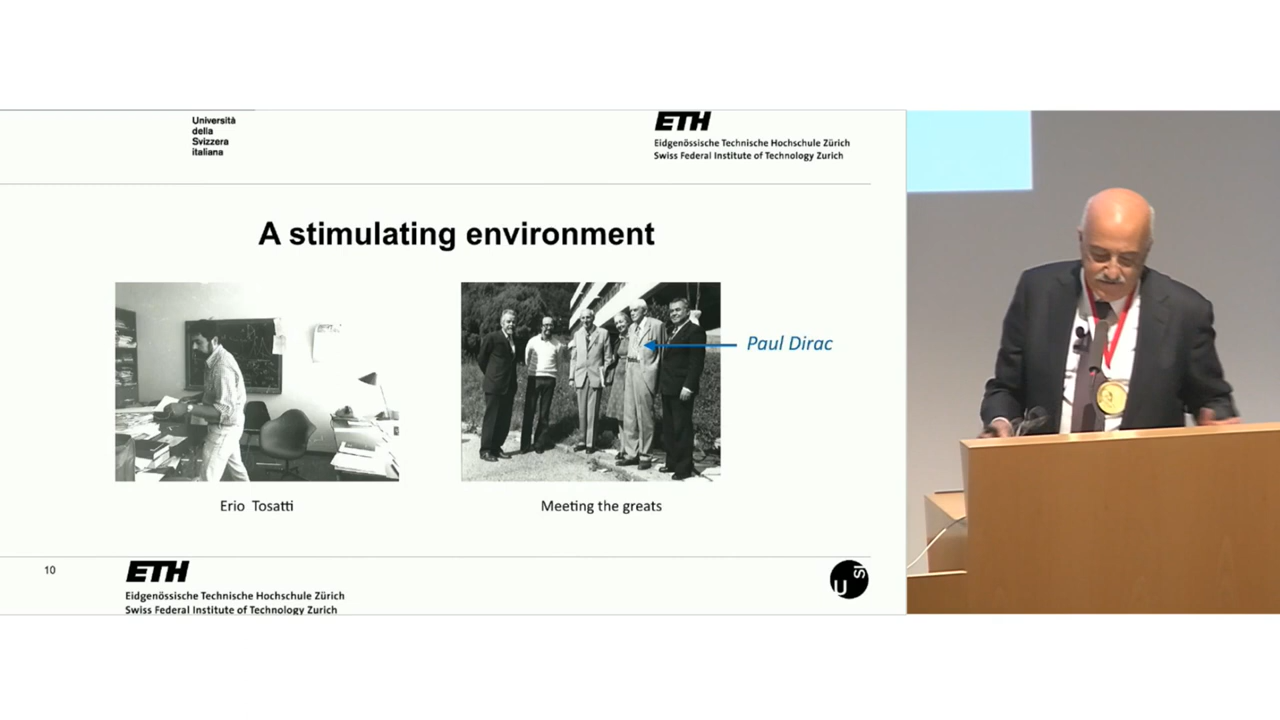 Università
della
Svizzera
italiana
ETH
Eidgenössische Technische Hochschule Zürich
Swiss Federal Institute of Technology Zurich
A stimulating environment
Paul Dirac
Erio Tosatti
Meeting the greats
10
ETH
Eidgenössische Technische Hochschule Zürich
Swiss Federal Institute of Technology Zurich
U
SI